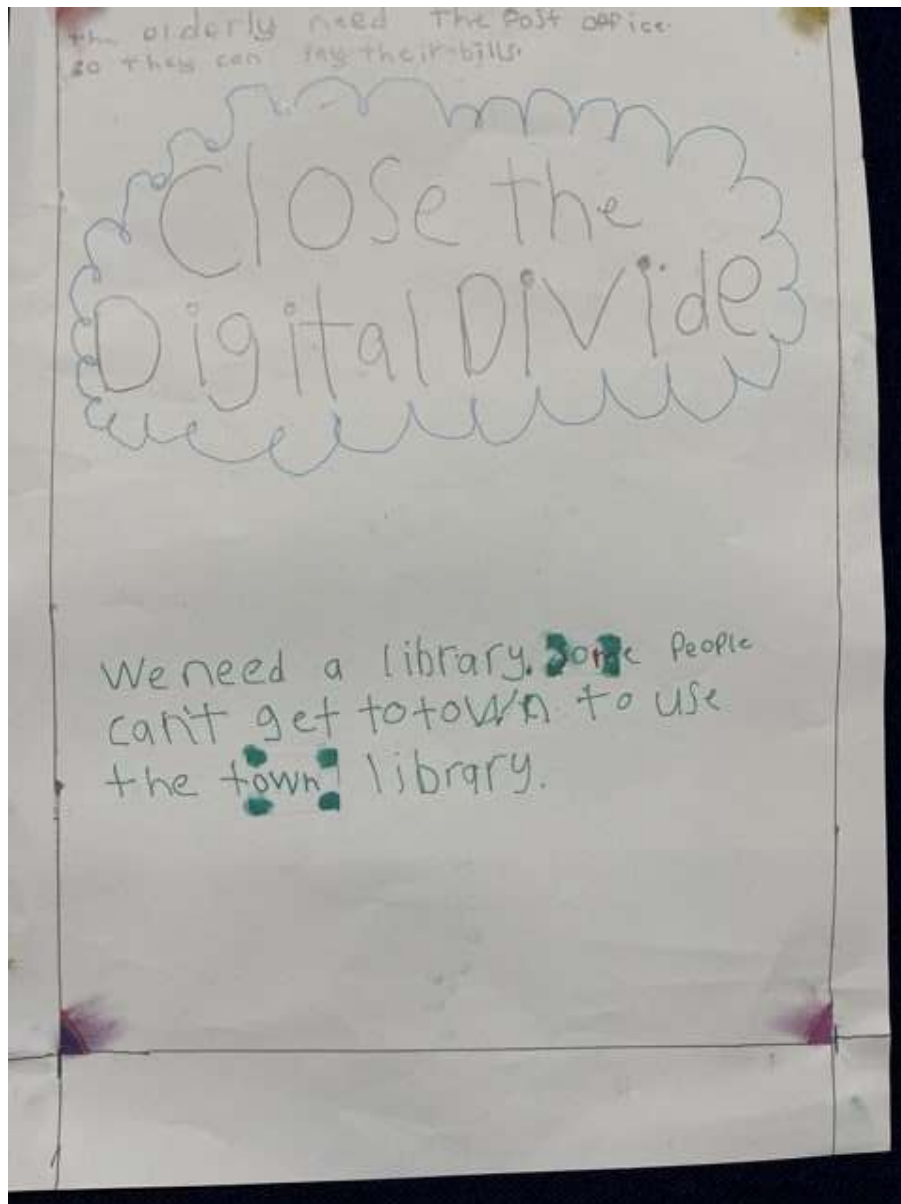 the olderly need The Post office.
so they can Pay their bills.
Close the
Digital DiVide
We need a library. Some People
can't get to town to use
the town library.